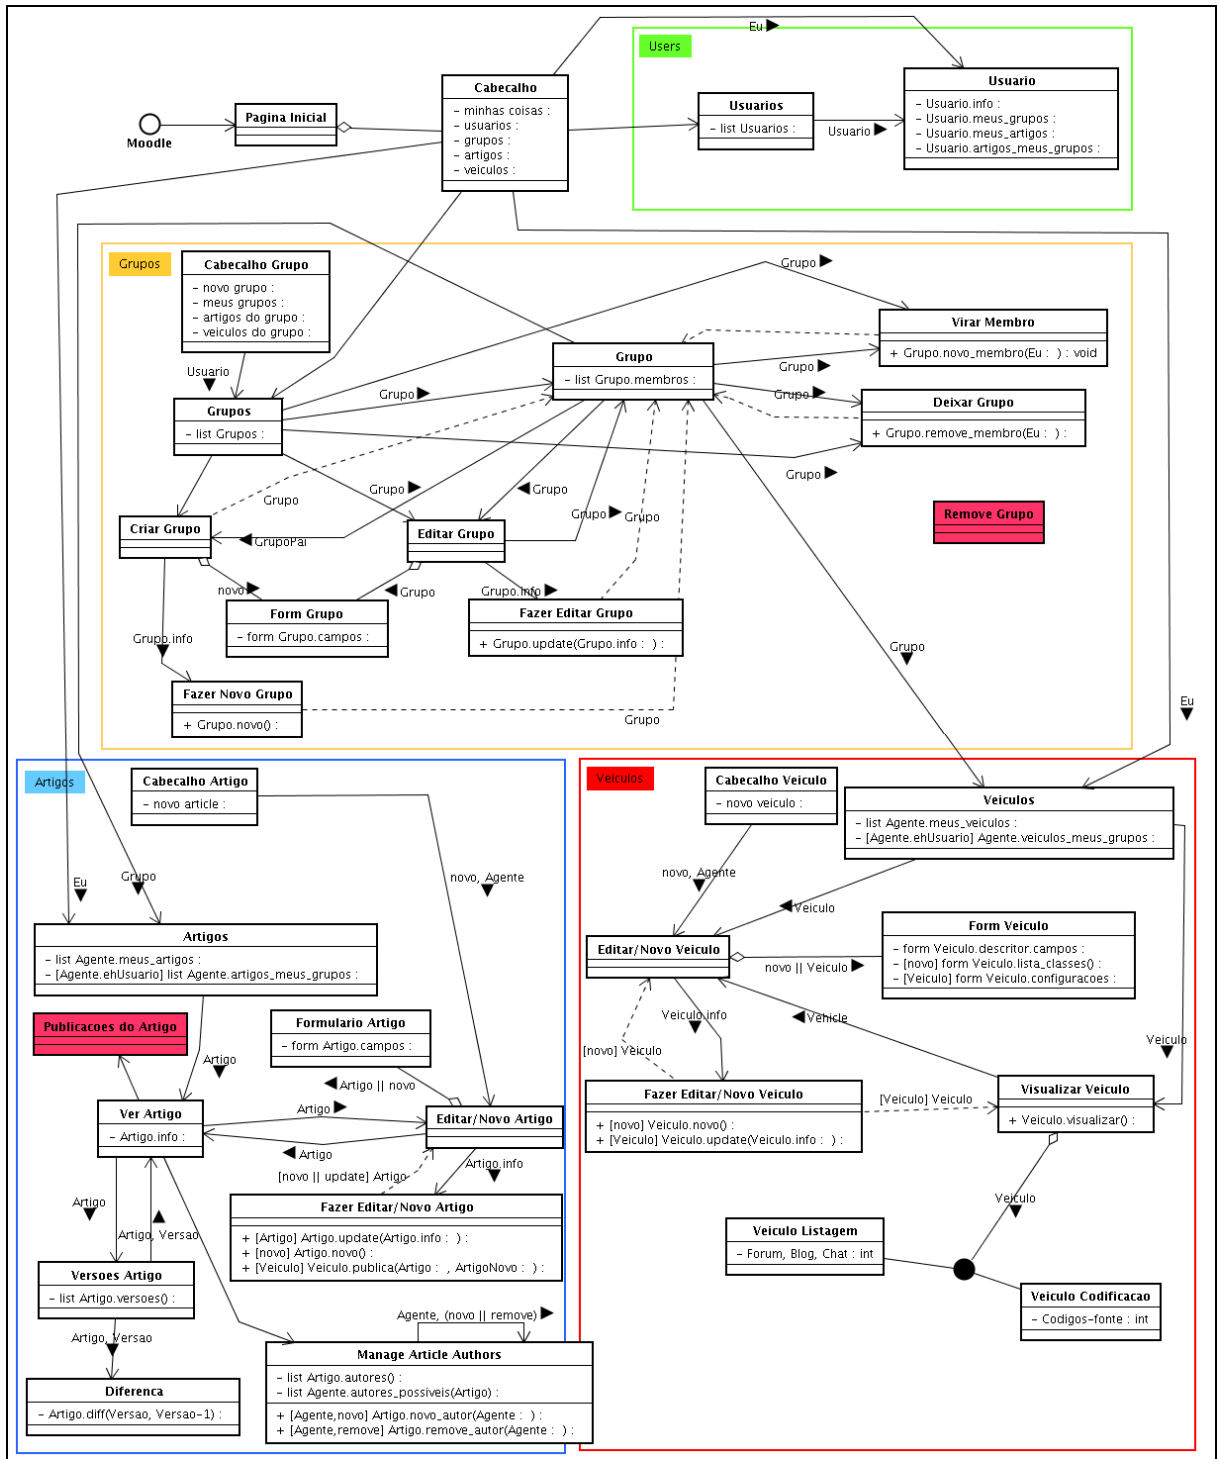 Eu
Users
Cabecalho
- minhas coisas :
- usuarios :
- grupos :
- artigos :
- veiculos :
Usuario
- Usuario.info :
- Usuario.meus_grupos :
- Usuario.meus_artigos :
- Usuario.artigos_meus_grupos :
Usuarios
- list Usuarios :
Usuario
Pagina Inicial
Moodle
Grupos
Cabecalho Grupo
- novo grupo :
- meus grupos :
- artigos do grupo :
- veiculos do grupo :
Grupo
Virar Membro
+ Grupo.novo_membro(Eu : ) : void
Grupo
- list Grupo.membros :
Grupo
Usuario
Grupo
Grupo
Deixar Grupo
+ Grupo.remove_membro(Eu : ) :
Grupos
- list Grupos :
Grupo
Grupo
Grupo
Grupo
Remove Grupo
Criar Grupo
Editar Grupo
Grupo
Grupo
GrupoPai
novo
Grupo
Grupo.info
Form Grupo
- form Grupo.campos :
Fazer Editar Grupo
+ Grupo.update(Grupo.info : ) :
Grupo.info
Grupo
Fazer Novo Grupo
+ Grupo.novo() :
Grupo
Eu
Artigos
Cabecalho Artigo
- novo article :
Eu
Grupo
novo, Agente
Artigos
- list Agente.meus_artigos :
- [Agente.ehUsuario] list Agente.artigos_meus_grupos :
Publicacoes do Artigo
Formulario Artigo
- form Artigo.campos :
Artigo
Artigo || novo
Ver Artigo
- Artigo.info :
Artigo
Editar/Novo Artigo
Artigo
Artigo.info
[novo || update] Artigo
Artigo
Artigo, Versao
Fazer Editar/Novo Artigo
+ [Artigo] Artigo.update(Artigo.info : ) :
+ [novo] Artigo.novo() :
+ [Veiculo] Veiculo.publica(Artigo : , ArtigoNovo : ) :
Versoes Artigo
- list Artigo.versoes() :
Artigo, Versao
Agente, (novo || remove)
Diferenca
- Artigo.diff(Versao, Versao-1) :
Manage Article Authors
- list Artigo.autores() :
- list Agente.autores_possiveis(Artigo) :
+ [Agente,novo] Artigo.novo_autor(Agente : ) :
+ [Agente,remove] Artigo.remove_autor(Agente : ) :
Veiculos
Cabecalho Veiculo
- novo veiculo :
Veiculos
- list Agente.meus_veiculos :
- [Agente.ehUsuario] Agente.veiculos_meus_grupos :
novo, Agente
Veiculo
Editar/Novo Veiculo
Form Veiculo
- form Veiculo.descritor.campos :
- [novo] form Veiculo.lista_classes() :
- [Veiculo] form Veiculo.configuracoes :
novo || Veiculo
Veiculo.info
Vehicle
[novo] Veiculo
Veiculo
Fazer Editar/Novo Veiculo
+ [novo] Veiculo.novo() :
+ [Veiculo] Veiculo.update(Veiculo.info : ) :
[Veiculo] Veiculo
Visualizar Veiculo
+ Veiculo.visualizar() :
Veiculo
Veiculo Listagem
- Forum, Blog, Chat : int
Veiculo Codificacao
- Codigos-fonte : int